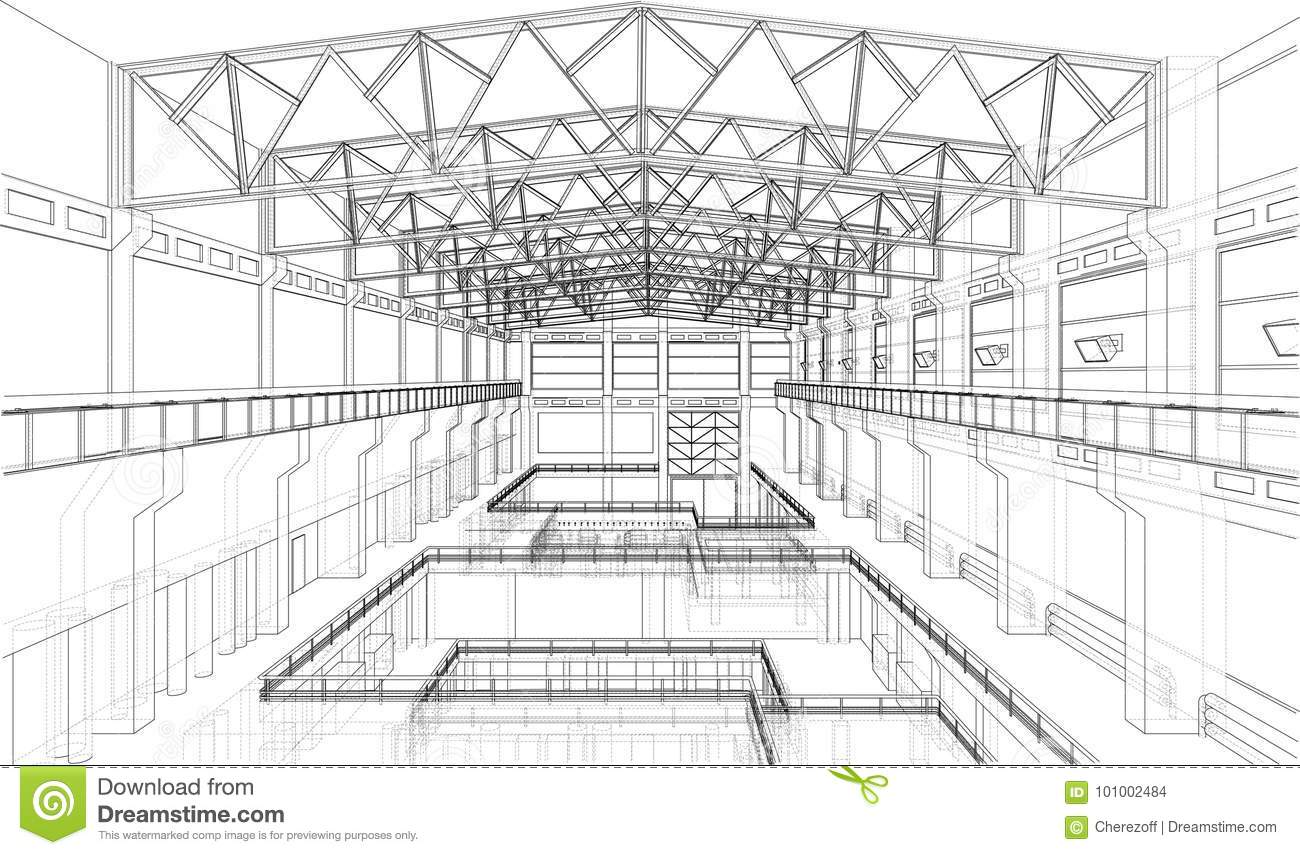 Download from
Dreamstime.com
This watermarked comp image is for previewing purposes only.
ID 101002484
© Cherezoff | Dreamstime.com